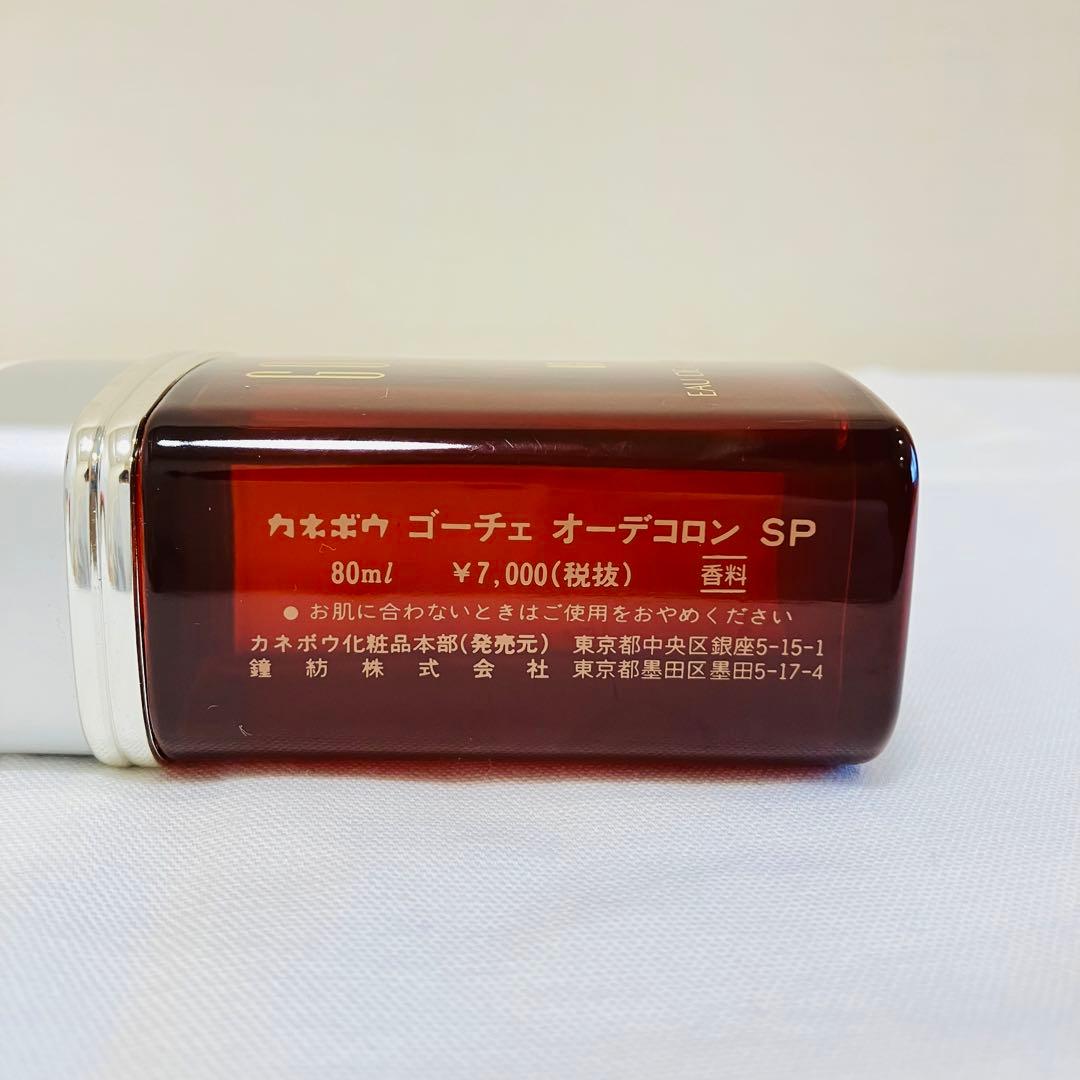 EAU DE
カネボウ ゴーチェ オーデコロン SP
80ml ¥7,000(税抜) 香料
● お肌に合わないときはご使用をおやめください
カネボウ化粧品本部(発売元) 東京都中央区銀座5-15-1
鐘紡株式会社 東京都墨田区墨田5-17-4